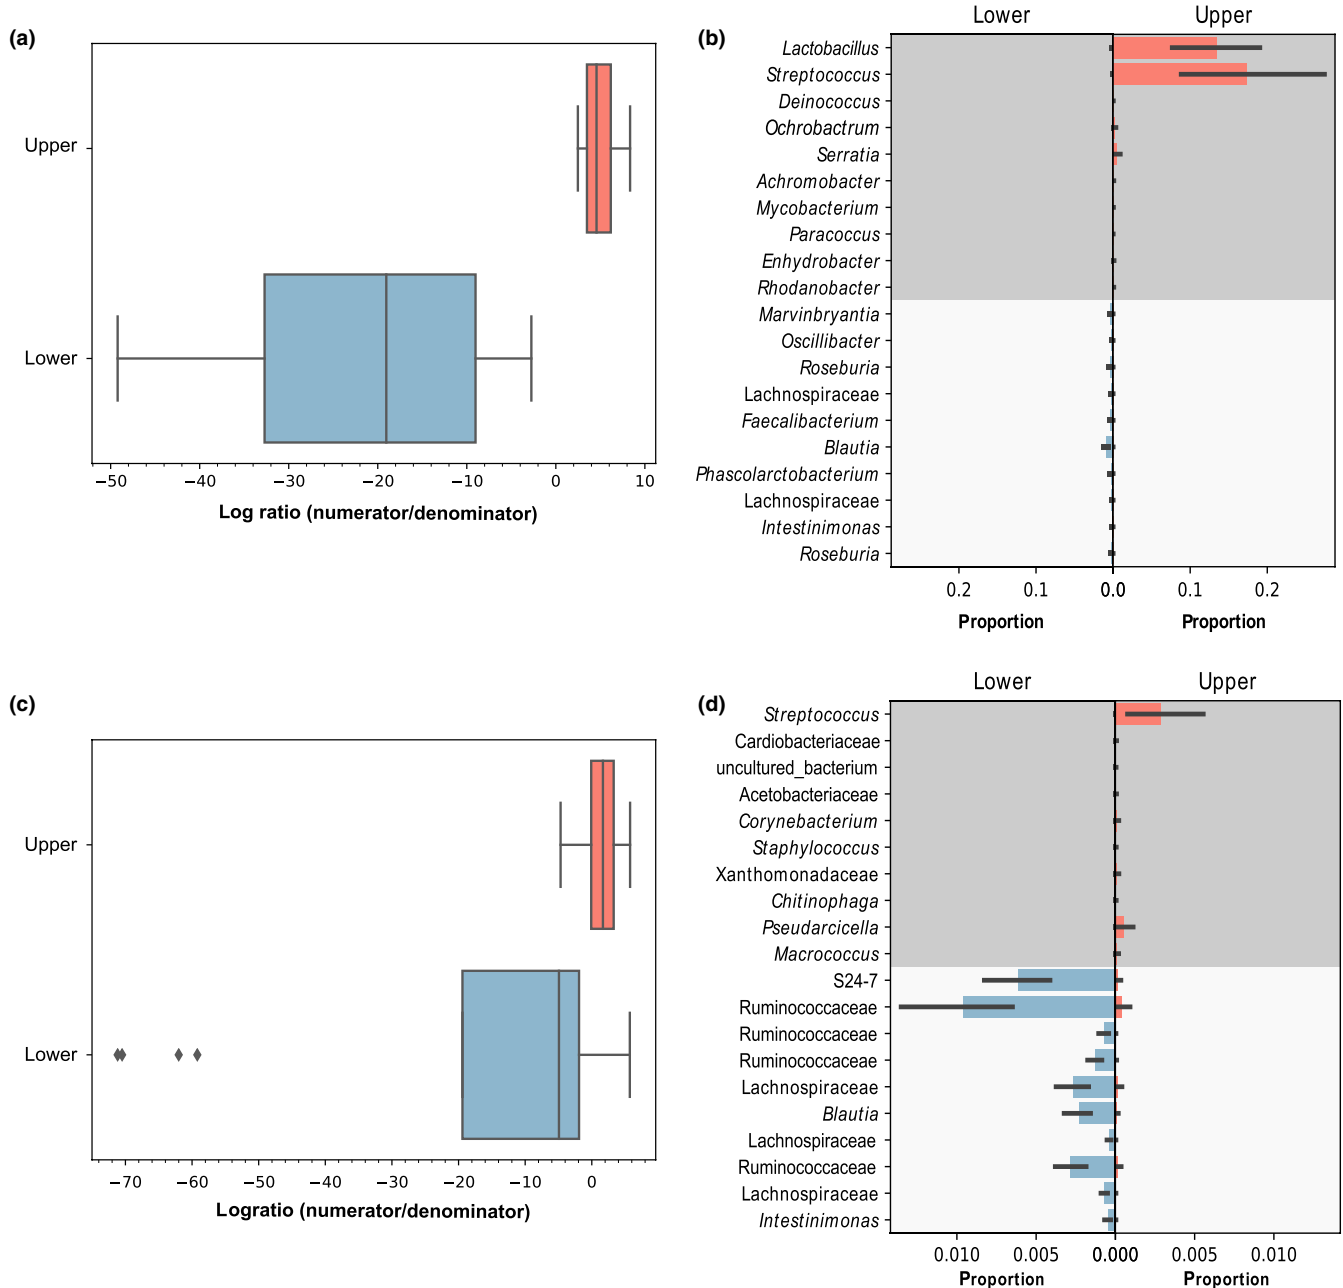 (a)
Upper
Lower
−50 −40 −30 −20 −10 0 10
Log ratio (numerator/denominator)
(b)
Lower Upper
Lactobacillus
Streptococcus
Deinococcus
Ochrobactrum
Serratia
Achromobacter
Mycobacterium
Paracoccus
Enhydrobacter
Rhodanobacter
Marvinbryantia
Oscillibacter
Roseburia
Lachnospiraceae
Faecalibacterium
Blautia
Phascolarctobacterium
Lachnospiraceae
Intestinimonas
Roseburia
0.2 0.1 0.0 0.1 0.2
Proportion Proportion
(c)
Upper
Lower
−70 −60 −50 −40 −30 −20 −10 0
Logratio (numerator/denominator)
(d)
Lower Upper
Streptococcus
Cardiobacteriaceae
uncultured_bacterium
Acetobacteriaceae
Corynebacterium
Staphylococcus
Xanthomonadaceae
Chitinophaga
Pseudarcicella
Macrococcus
S24-7
Ruminococcaceae
Ruminococcaceae
Ruminococcaceae
Lachnospiraceae
Blautia
Lachnospiraceae
Ruminococcaceae
Lachnospiraceae
Intestinimonas
0.010 0.005 0.000 0.005 0.010
Proportion Proportion